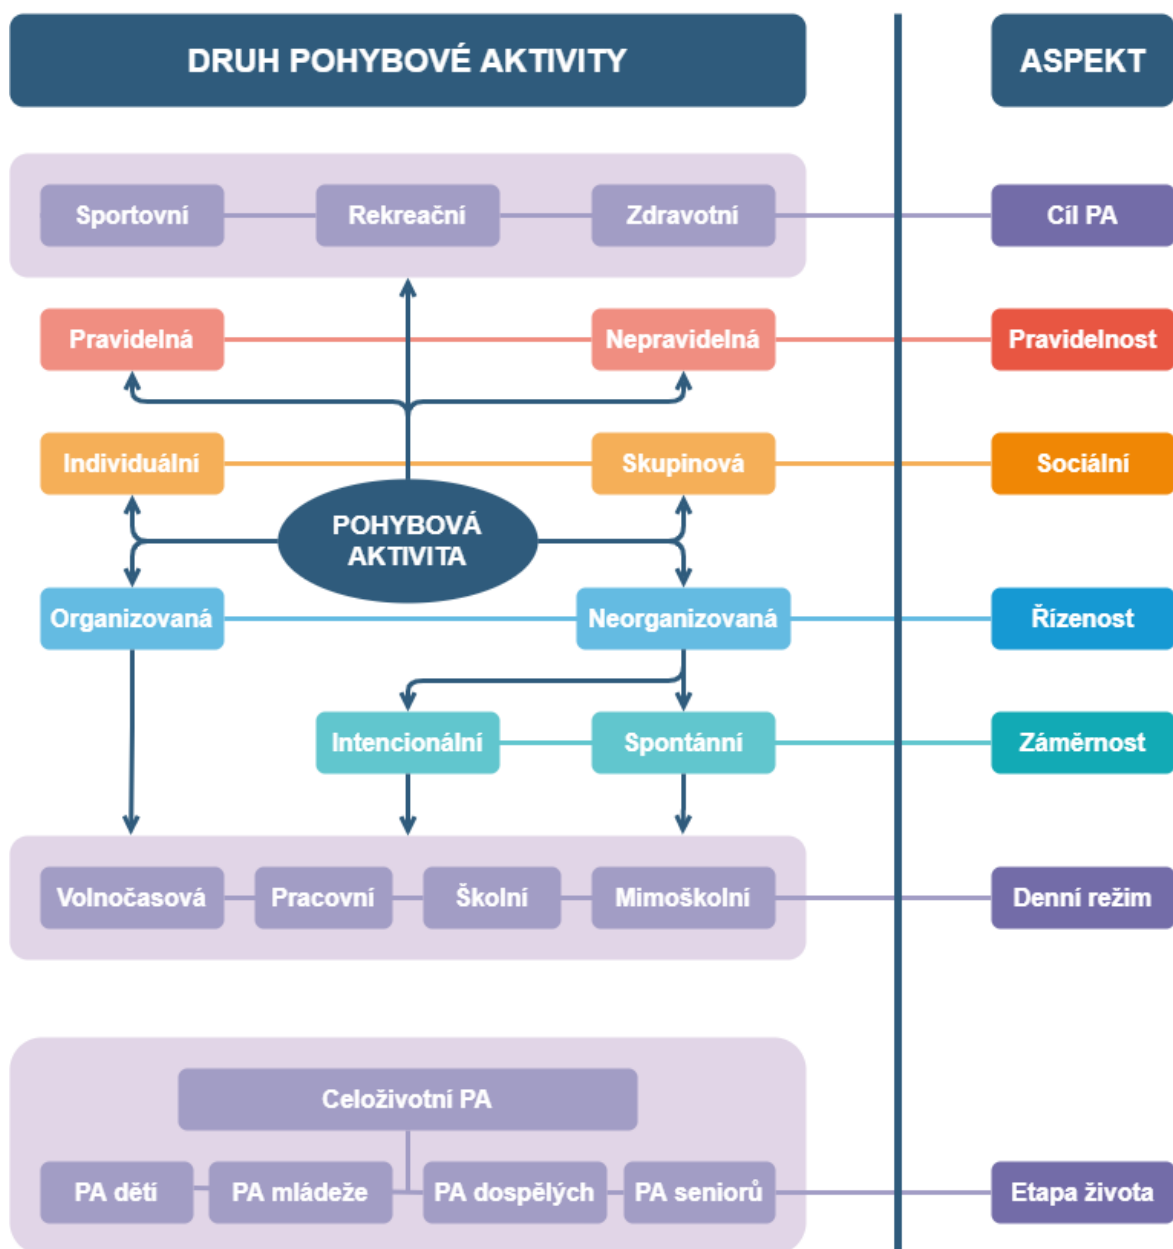 DRUH POHYBOVÉ AKTIVITY
ASPEKT
Sportovní
Rekreační
Zdravotní
Cíl PA
Pravidelná
Nepravidelná
Pravidelnost
Individuální
Skupinová
Sociální
POHYBOVÁ
AKTIVITA
Organizovaná
Neorganizovaná
Řízenost
Intencionální
Spontánní
Záměrnost
Volnočasová
Pracovní
Školní
Mimoškolní
Denní režim
Celoživotní PA
PA dětí
PA mládeže
PA dospělých
PA seniorů
Etapa života